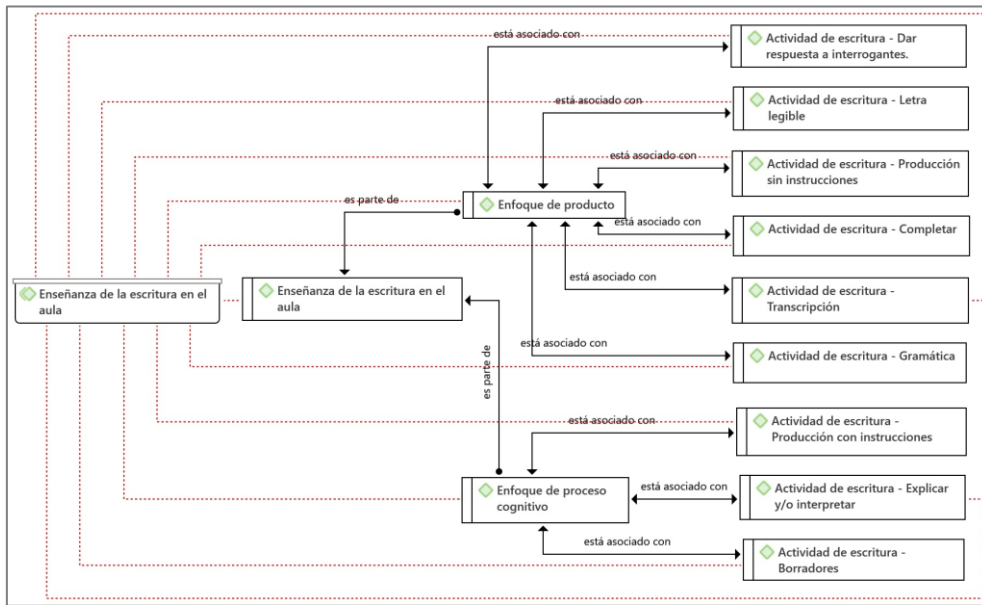 está asociado con
Actividad de escritura - Dar
respuesta a interrogantes.
está asociado con
Actividad de escritura - Letra
legible
está asociado con
Actividad de escritura - Producción
sin instrucciones
es parte de
Enfoque de producto
está asociado con
Actividad de escritura - Completar
está asociado con
Enseñanza de la escritura en el
aula
Enseñanza de la escritura en el
aula
Actividad de escritura -
Transcripción
está asociado con
Actividad de escritura - Gramática
es parte de
está asociado con
Actividad de escritura -
Producción con instrucciones
Enfoque de proceso
cognitivo
está asociado con
Actividad de escritura - Explicar
y/o interpretar
está asociado con
Actividad de escritura -
Borradores